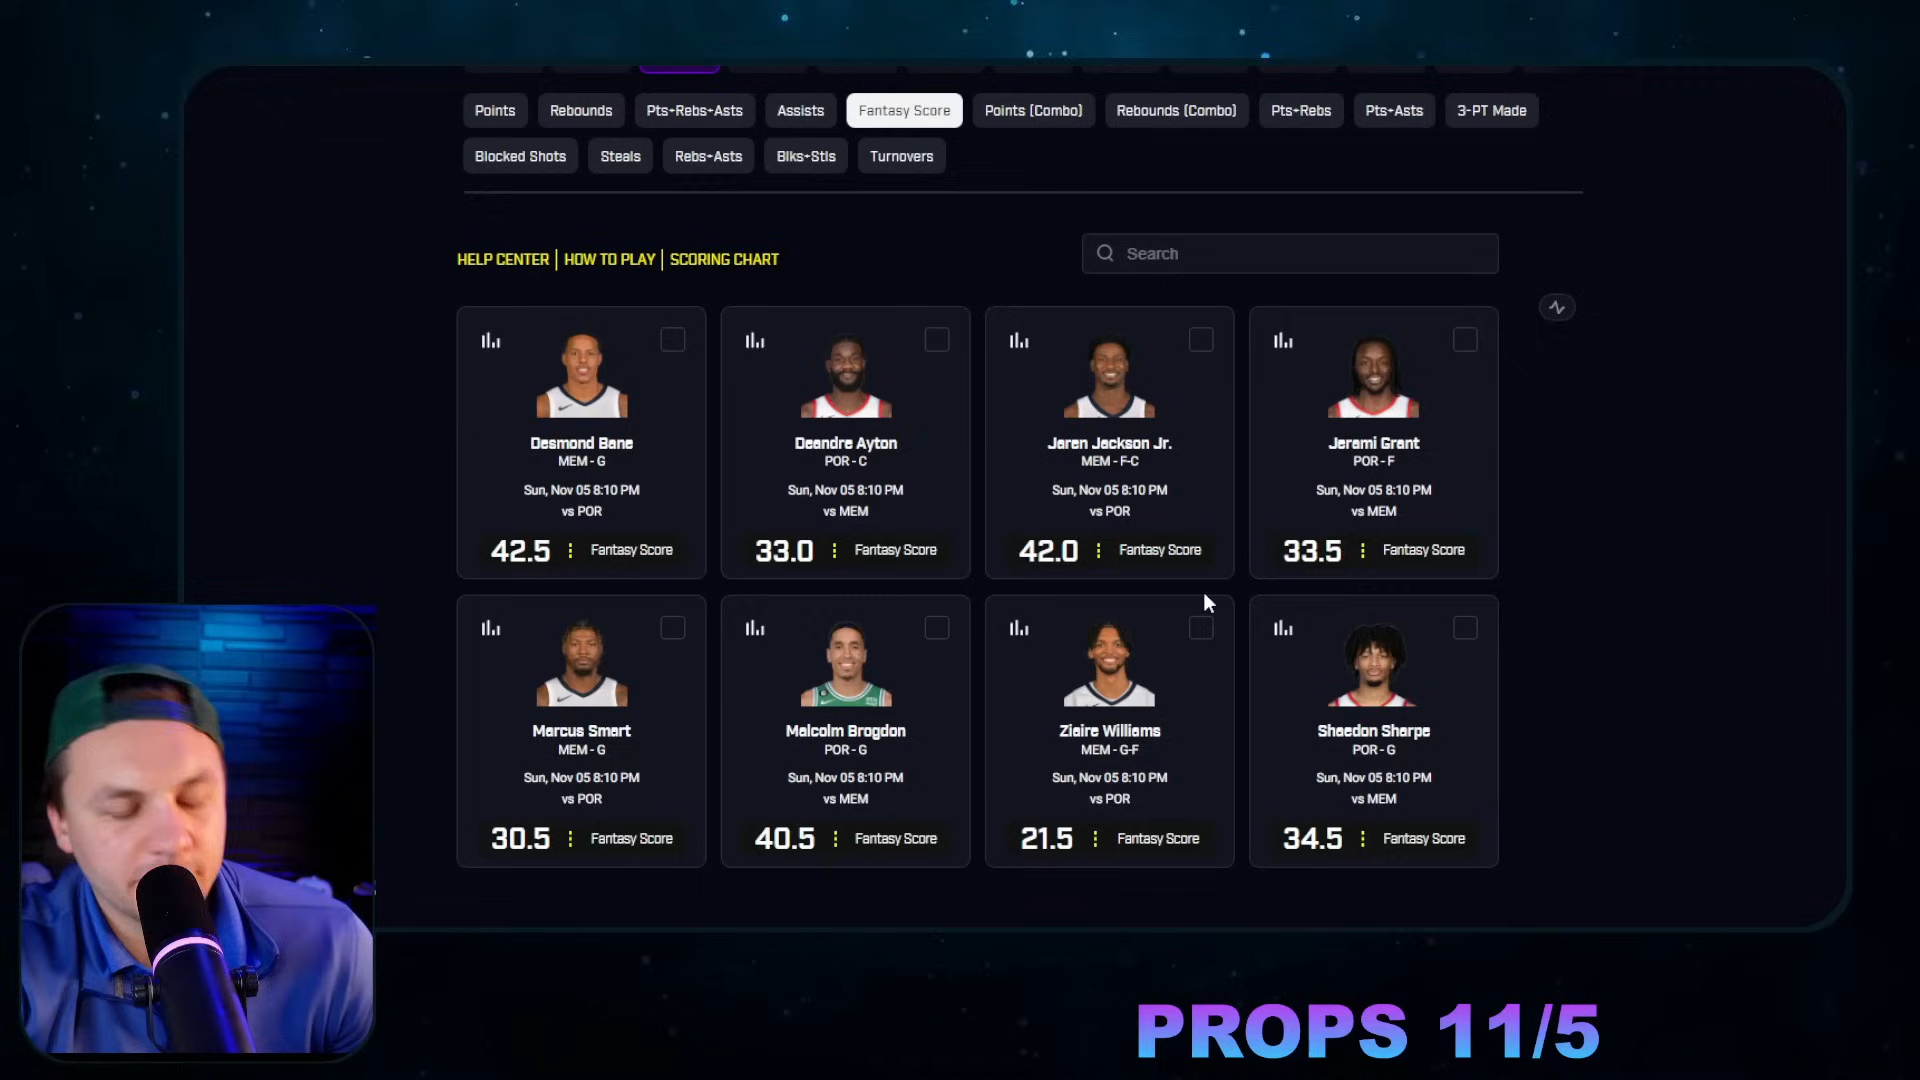 Points Rebounds Pts+Rebs+Asts Assists Fantasy Score Points (Combo) Rebounds (Combo) Pts+Rebs Pts+Asts 3-PT Made
Blocked Shots Steals Rebs+Asts Blks+Stls Turnovers
HELP CENTER | HOW TO PLAY | SCORING CHART
Search
Desmond Bane
MEM - G
Sun, Nov 05 8:10 PM
vs POR
42.5 Fantasy Score
Deandre Ayton
POR - C
Sun, Nov 05 8:10 PM
vs MEM
33.0 Fantasy Score
Jaren Jackson Jr.
MEM - F-C
Sun, Nov 05 8:10 PM
vs POR
42.0 Fantasy Score
Jerami Grant
POR - F
Sun, Nov 05 8:10 PM
vs MEM
33.5 Fantasy Score
Marcus Smart
MEM - G
Sun, Nov 05 8:10 PM
vs POR
30.5 Fantasy Score
Malcolm Brogdon
POR - G
Sun, Nov 05 8:10 PM
vs MEM
40.5 Fantasy Score
Ziaire Williams
MEM - G-F
Sun, Nov 05 8:10 PM
vs POR
21.5 Fantasy Score
Shaedon Sharpe
POR - G
Sun, Nov 05 8:10 PM
vs MEM
34.5 Fantasy Score
PROPS 11/5